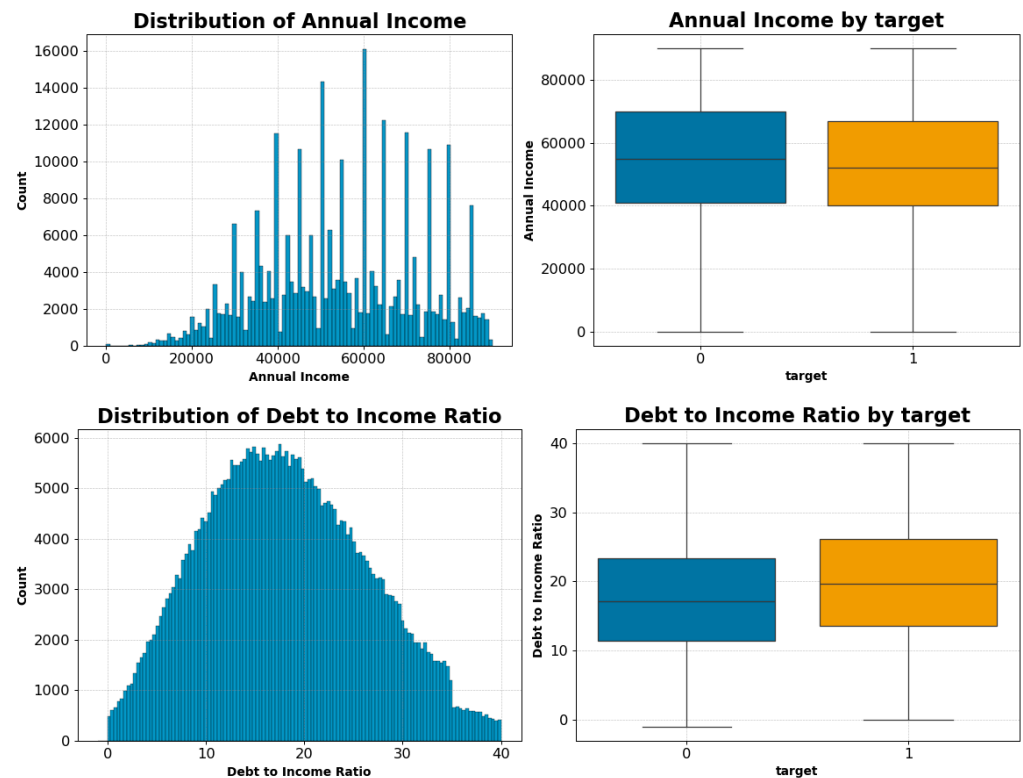 Distribution of Annual Income
16000
14000
12000
10000
8000
6000
4000
2000
0
Count
0 20000 40000 60000 80000
Annual Income
Annual Income by target
80000
60000
40000
20000
0
Annual Income
0 1
target
Distribution of Debt to Income Ratio
6000
5000
4000
3000
2000
1000
0
Count
0 10 20 30 40
Debt to Income Ratio
Debt to Income Ratio by target
40
30
20
10
0
Debt to Income Ratio
0 1
target